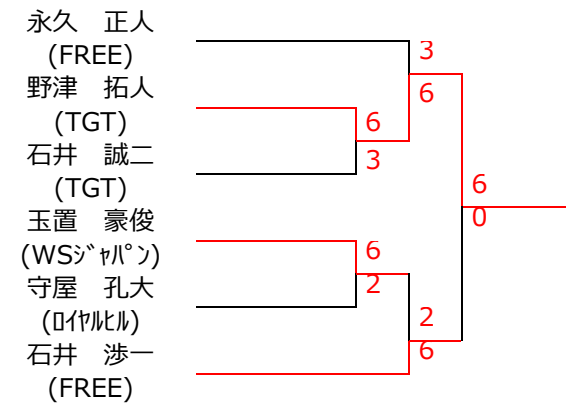 永久　正人
(FREE)
野津　拓人
(TGT)
石井　誠二
(TGT)
玉置　豪俊
(WSｼﾞｬﾊﾟﾝ)
守屋　孔大
(ﾛｲﾔﾙﾋﾙ)
石井　渉一
(FREE)
3
6
6
3
6
0
6
2
2
6